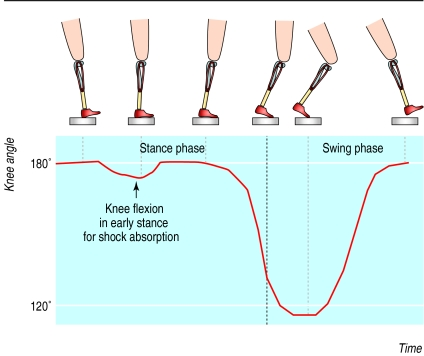 Knee angle
Stance phase
Swing phase
180˚
Knee flexion
in early stance
for shock absorption
120˚
Time